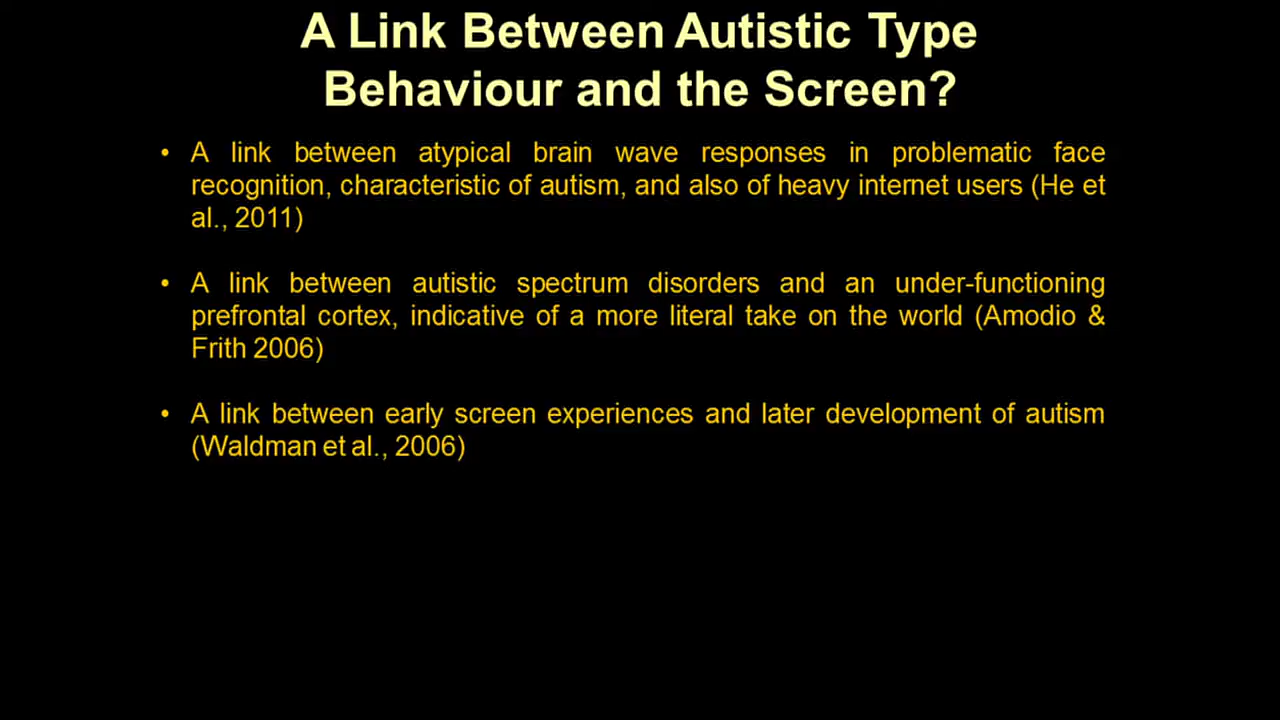 A Link Between Autistic Type
Behaviour and the Screen?
• A link between atypical brain wave responses in problematic face
recognition, characteristic of autism, and also of heavy internet users (He et
al., 2011)
• A link between autistic spectrum disorders and an under-functioning
prefrontal cortex, indicative of a more literal take on the world (Amodio &
Frith 2006)
• A link between early screen experiences and later development of autism
(Waldman et al., 2006)